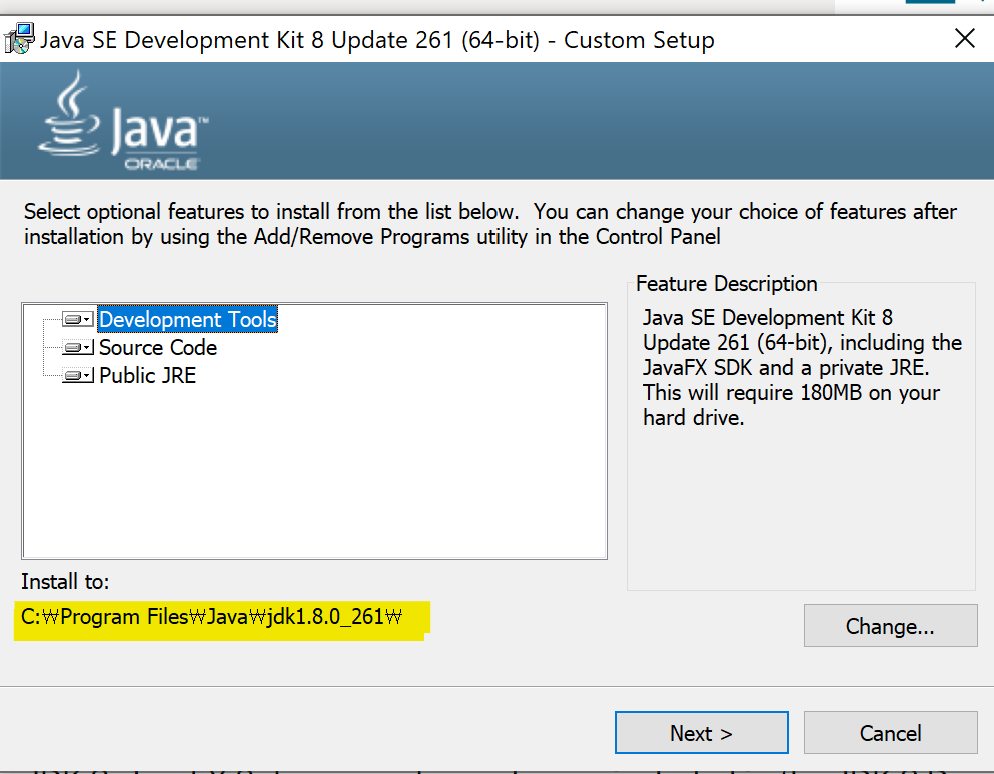 Java SE Development Kit 8 Update 261 (64-bit) - Custom Setup
Java™
ORACLE
Select optional features to install from the list below.  You can change your choice of features after
installation by using the Add/Remove Programs utility in the Control Panel
Development Tools
Source Code
Public JRE
Feature Description
Java SE Development Kit 8
Update 261 (64-bit), including the
JavaFX SDK and a private JRE.
This will require 180MB on your
hard drive.
Install to:
C:₩Program Files₩Java₩jdk1.8.0_261₩
Change...
Next >
Cancel